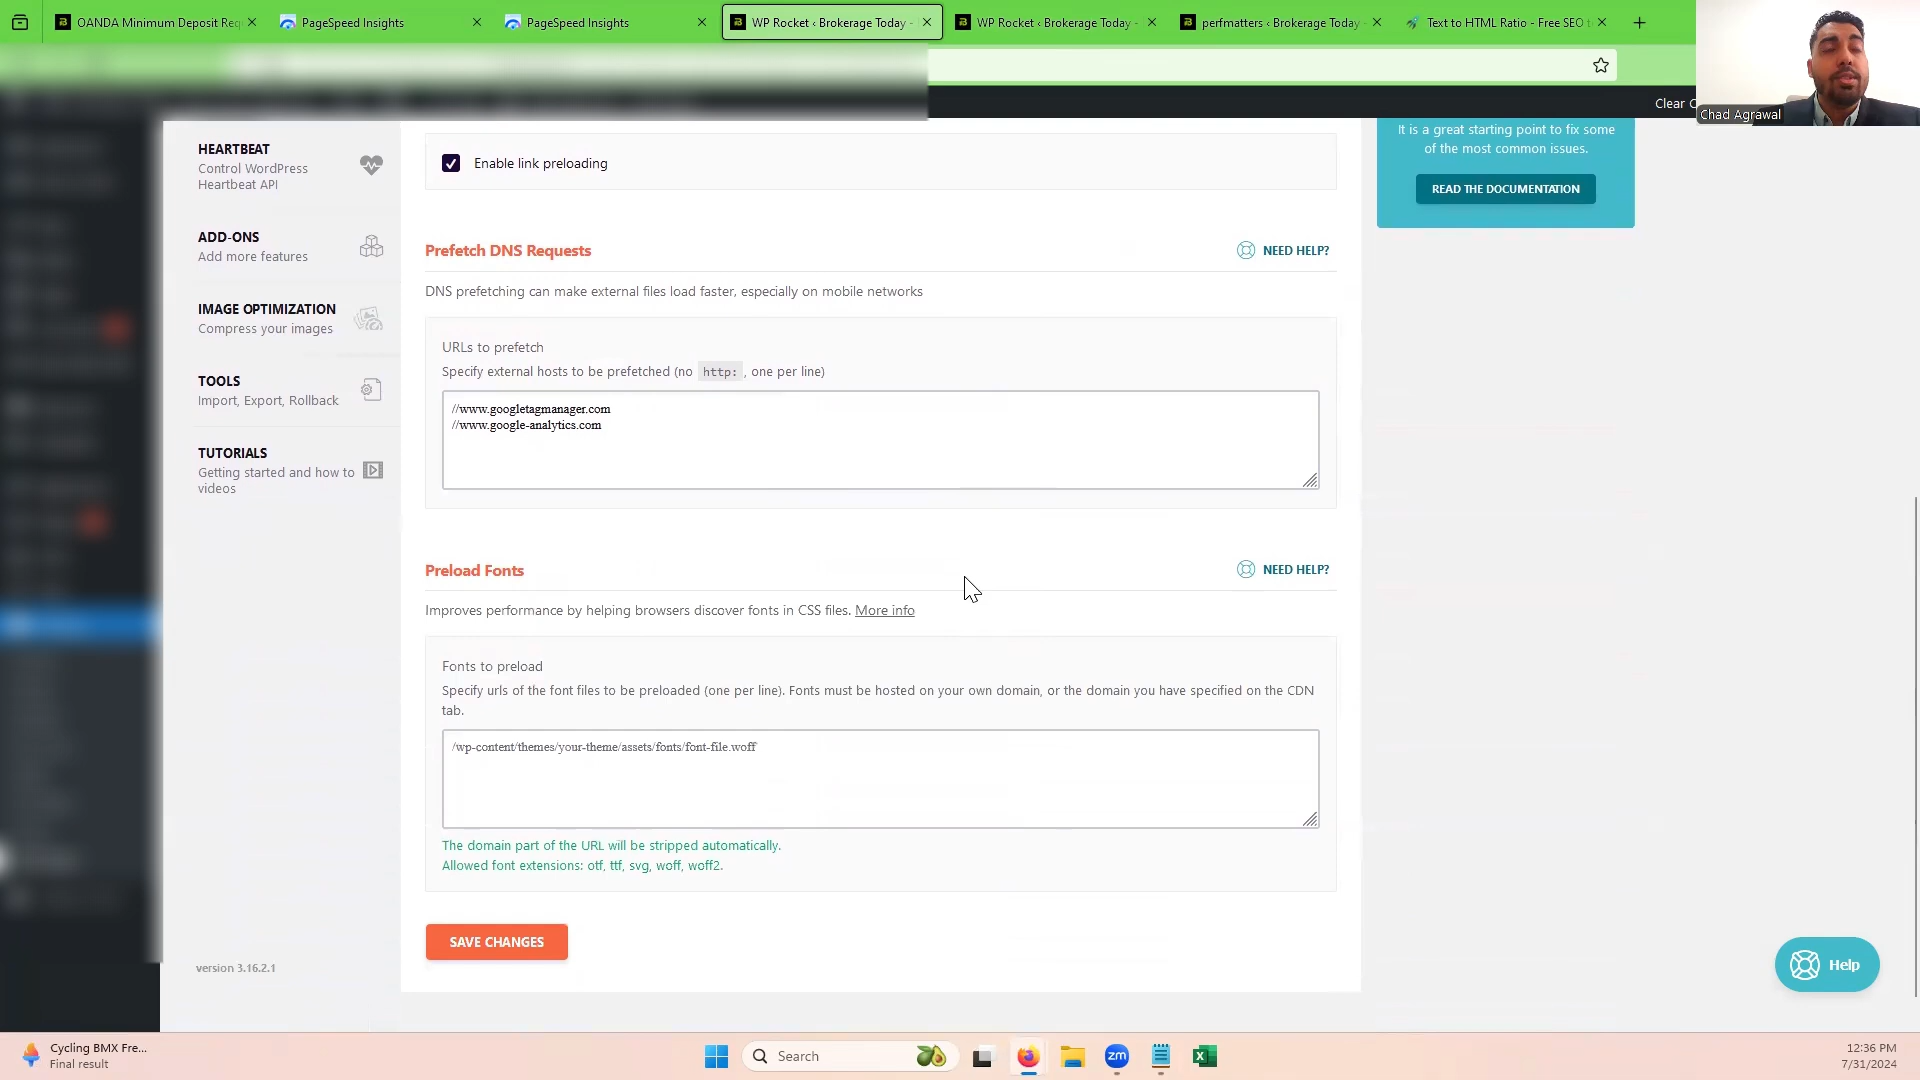 OANDA Minimum Deposit Req
PageSpeed Insights
PageSpeed Insights
WP Rocket ‹ Brokerage Today -
WP Rocket ‹ Brokerage Today -
perfmatters ‹ Brokerage Today
Text to HTML Ratio - Free SEO t
Clear C
Chad Agrawal
HEARTBEAT
Control WordPress
Heartbeat API
ADD-ONS
Add more features
IMAGE OPTIMIZATION
Compress your images
TOOLS
Import, Export, Rollback
TUTORIALS
Getting started and how to
videos
version 3.16.2.1
Enable link preloading
Prefetch DNS Requests
NEED HELP?
DNS prefetching can make external files load faster, especially on mobile networks
URLs to prefetch
Specify external hosts to be prefetched (no http: , one per line)
//www.googletagmanager.com
//www.google-analytics.com
Preload Fonts
NEED HELP?
Improves performance by helping browsers discover fonts in CSS files. More info
Fonts to preload
Specify urls of the font files to be preloaded (one per line). Fonts must be hosted on your own domain, or the domain you have specified on the CDN
tab.
/wp-content/themes/your-theme/assets/fonts/font-file.woff
The domain part of the URL will be stripped automatically.
Allowed font extensions: otf, ttf, svg, woff, woff2.
SAVE CHANGES
It is a great starting point to fix some
of the most common issues.
READ THE DOCUMENTATION
Help
Cycling BMX Fre...
Final result
Search
zm
12:36 PM
7/31/2024